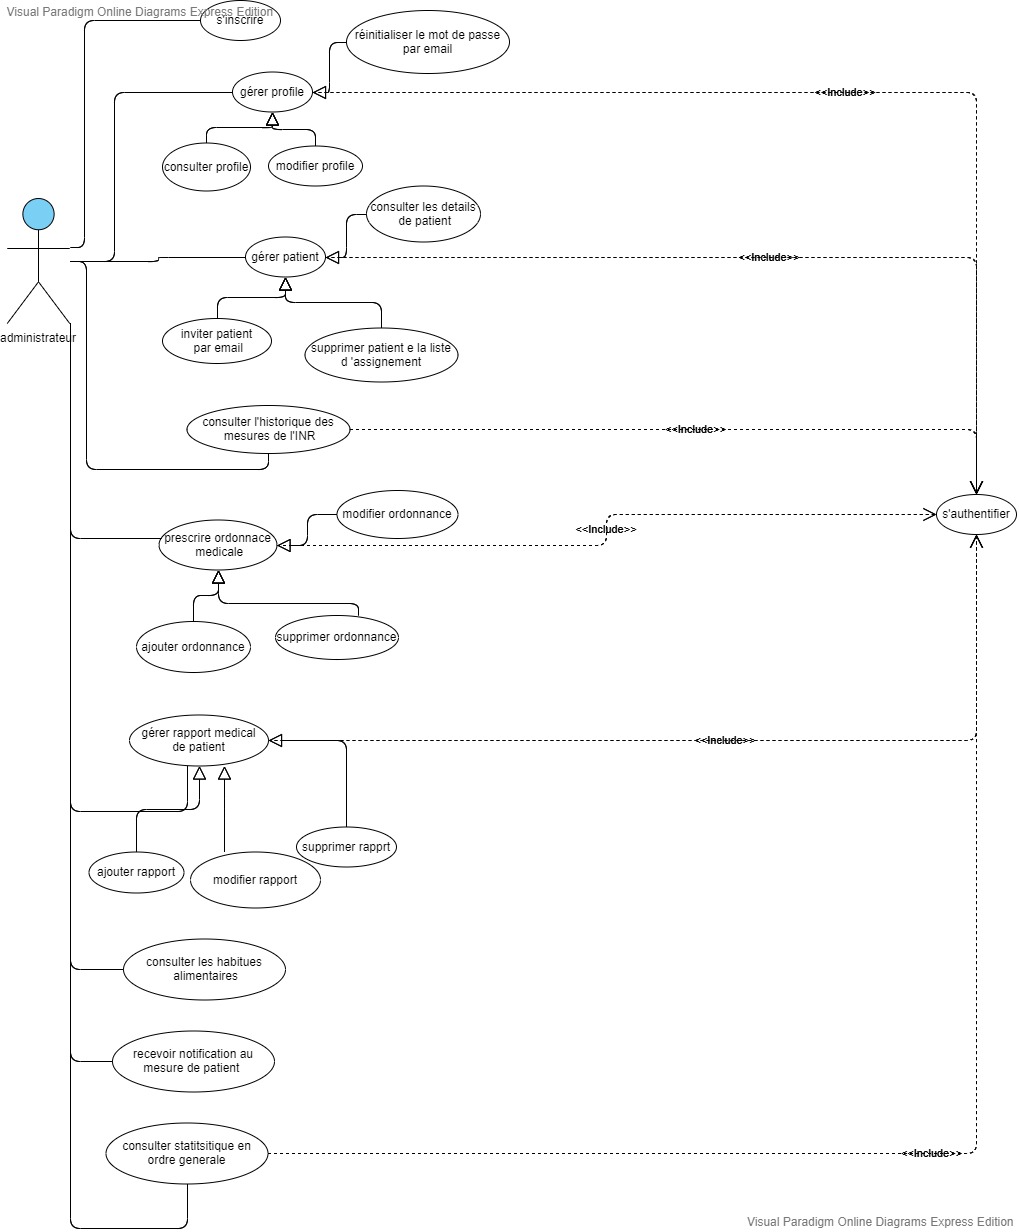 Visual Paradigm Online Diagrams Express Edition
s'inscrire
réinitialiser le mot de passe
par email
gérer profile
<<Include>>
consulter profile
modifier profile
consulter les details
de patient
gérer patient
<<Include>>
administrateur
inviter patient
par email
supprimer patient e la liste
d 'assignement
consulter l'historique des
mesures de l'INR
<<Include>>
modifier ordonnance
s'authentifier
<<Include>>
prescrire ordonnace
medicale
ajouter ordonnance
supprimer ordonnance
gérer rapport medical
de patient
<<Include>>
supprimer rapprt
ajouter rapport
modifier rapport
consulter les habitues
alimentaires
recevoir notification au
mesure de patient
consulter statitsitique en
ordre generale
<<Include>>
Visual Paradigm Online Diagrams Express Edition